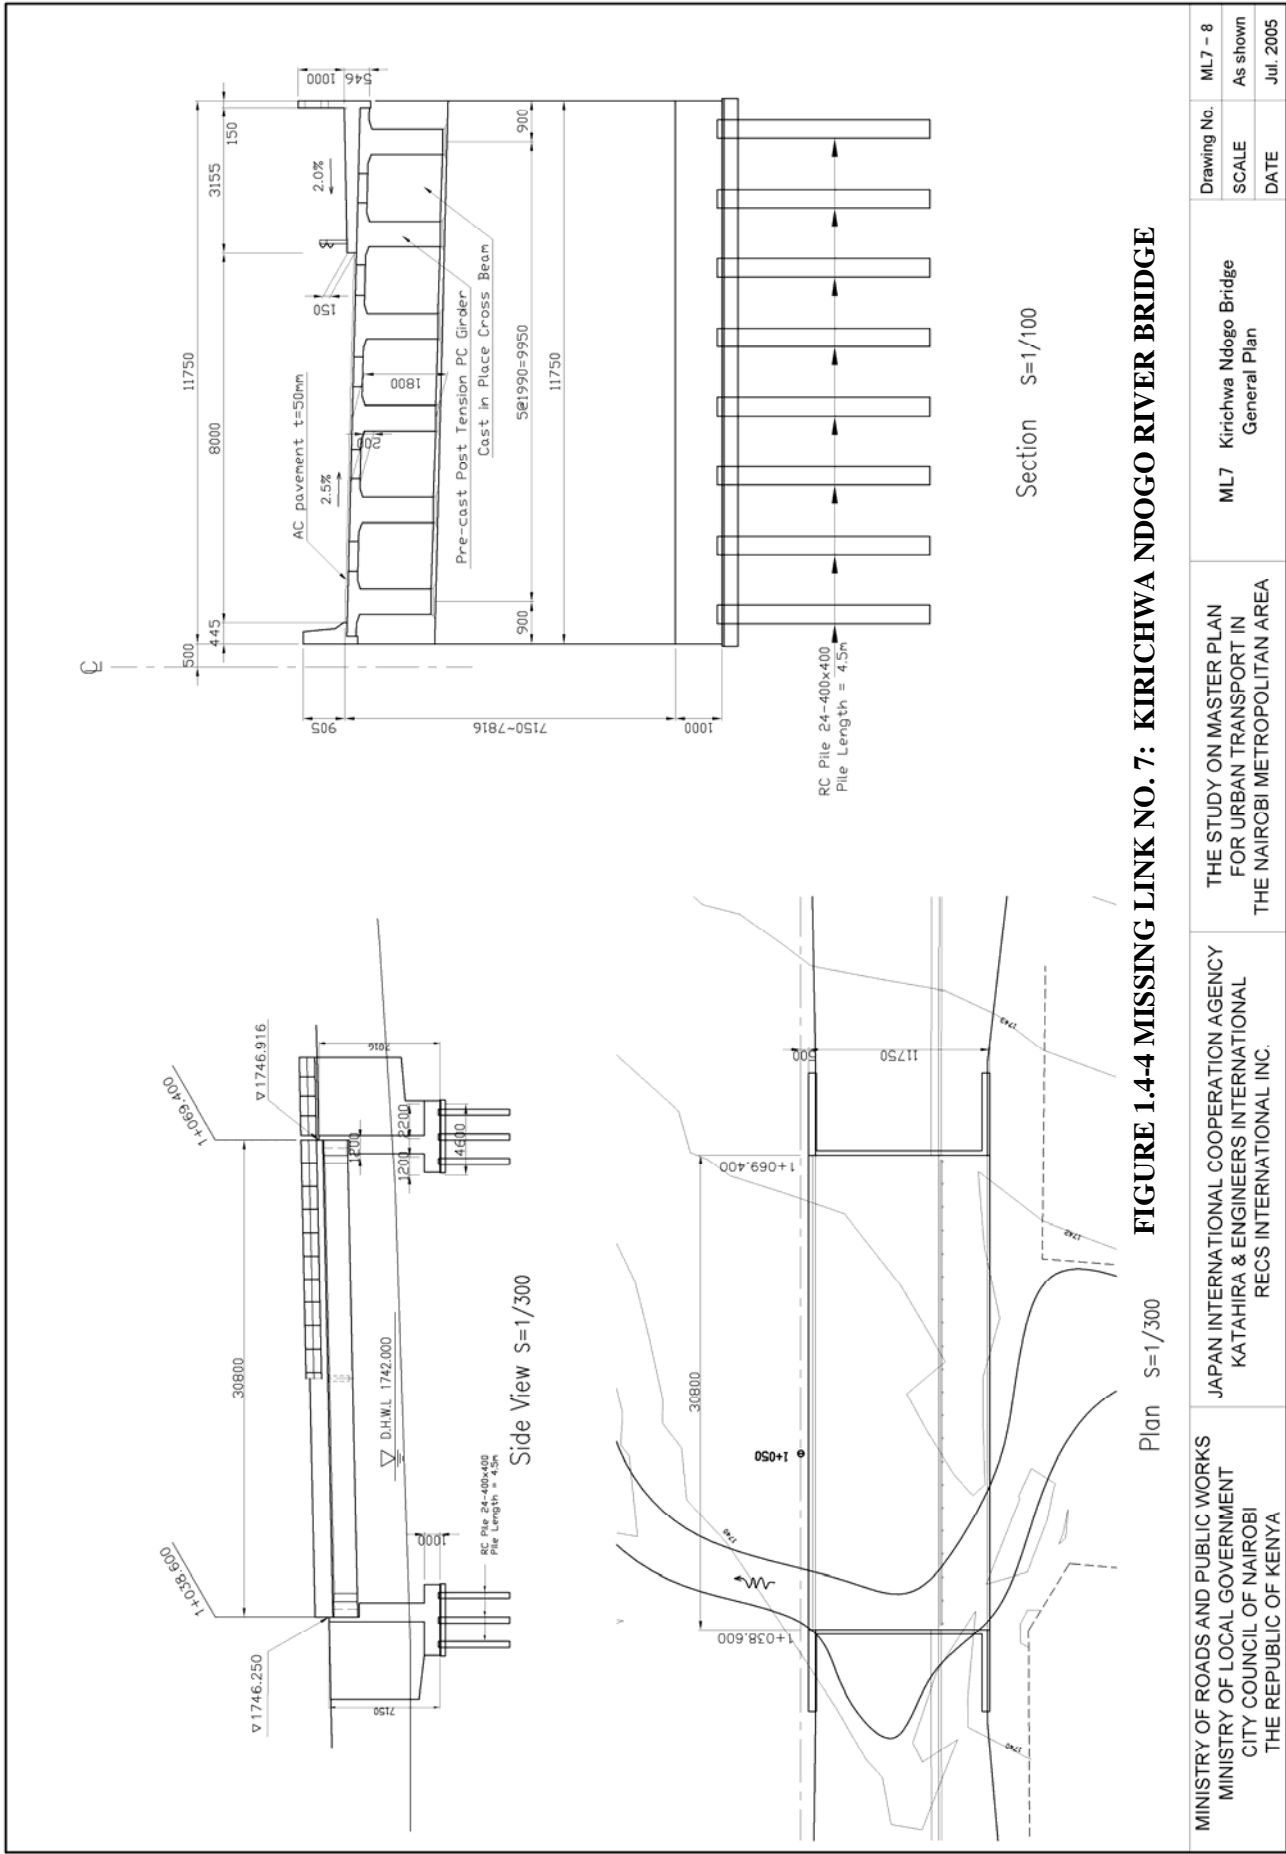 1+038.600
1+069.400
▽1746.250
▽1746.916
30800
7150
7816
1200
1200
2200
4600
1000
▽ D.H.W.L 1742.000
RC Pile 24-400x400
Pile Length = 4.5m
Side View S=1/300
30800
1+050
1+038.600
1+069.400
500
11750
1740
1740
1742
1743
Plan S=1/300
℄
500
11750
445
8000
3155
150
AC pavement t=50mm
2.5%
2.0%
150
200
1800
1000
546
905
7150~7816
1000
Pre-cast Post Tension PC Girder
Cast in Place Cross Beam
900
5@1990=9950
900
11750
RC Pile 24-400x400
Pile Length = 4.5m
Section S=1/100
FIGURE 1.4-4 MISSING LINK NO. 7: KIRICHWA NDOGO RIVER BRIDGE
MINISTRY OF ROADS AND PUBLIC WORKS
MINISTRY OF LOCAL GOVERNMENT
CITY COUNCIL OF NAIROBI
THE REPUBLIC OF KENYA
JAPAN INTERNATIONAL COOPERATION AGENCY
KATAHIRA & ENGINEERS INTERNATIONAL
RECS INTERNATIONAL INC.
THE STUDY ON MASTER PLAN
FOR URBAN TRANSPORT IN
THE NAIROBI METROPOLITAN AREA
ML7 Kirichwa Ndogo Bridge
General Plan
Drawing No. ML7 - 8
SCALE As shown
DATE Jul. 2005